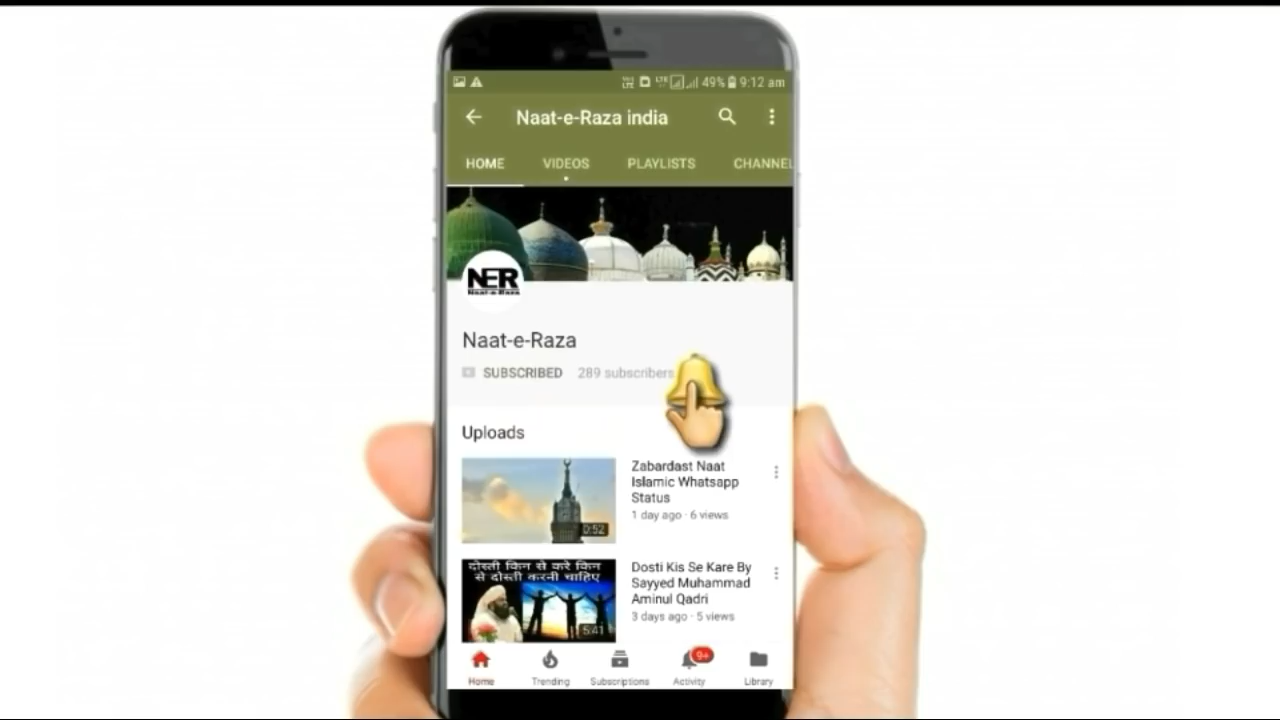 49% 9:12 am
Naat-e-Raza india
HOME VIDEOS PLAYLISTS CHANNEL
NER
Naat-e-Raza
Naat-e-Raza
SUBSCRIBED 289 subscribers
Uploads
0:52
Zabardast Naat
Islamic Whatsapp
Status
1 day ago · 6 views
दोस्ती किन से करे किन
से दोस्ती करनी चाहिए
5:41
Dosti Kis Se Kare By
Sayyed Muhammad
Aminul Qadri
3 days ago · 5 views
9+
Home Trending Subscriptions Activity Library